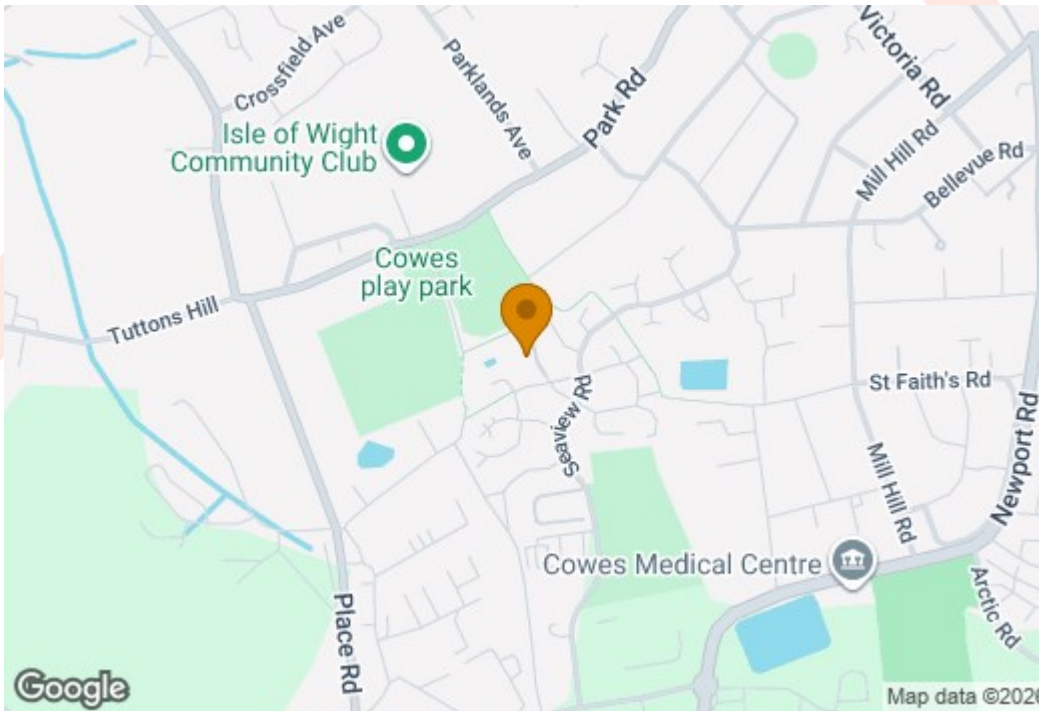 Crossfield Ave
Parklands Ave
Park Rd
Victoria Rd
Mill Hill Rd
Bellevue Rd
Isle of Wight
Community Club
Cowes
play park
Tuttons Hill
St Faith's Rd
Seaview Rd
Mill Hill Rd
Newport Rd
Cowes Medical Centre
Arctic Rd
Place Rd
Google
Map data ©2026